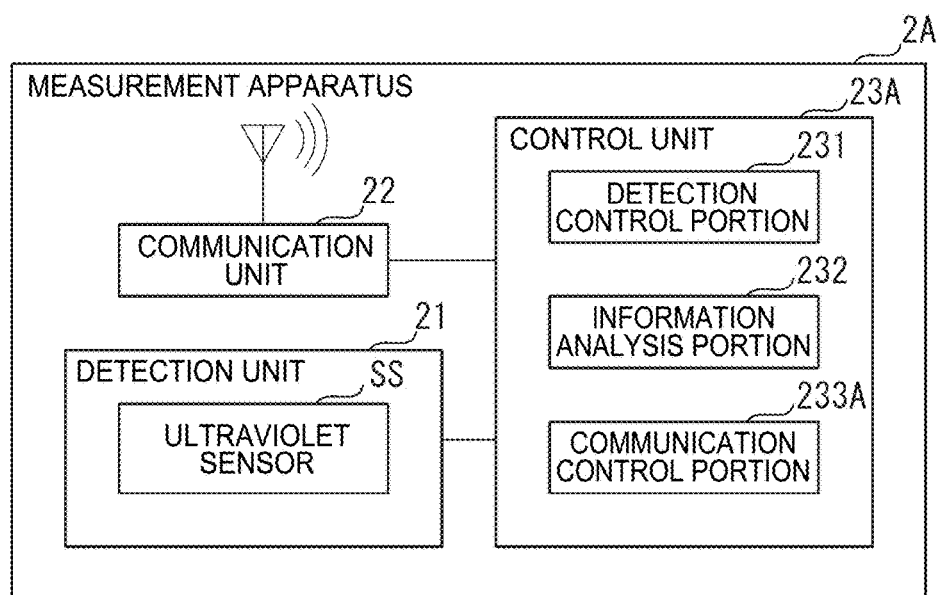 2A
MEASUREMENT APPARATUS
23A
CONTROL UNIT
231
DETECTION
CONTROL PORTION
22
COMMUNICATION
UNIT
232
INFORMATION
ANALYSIS PORTION
21
DETECTION UNIT
SS
ULTRAVIOLET
SENSOR
233A
COMMUNICATION
CONTROL PORTION